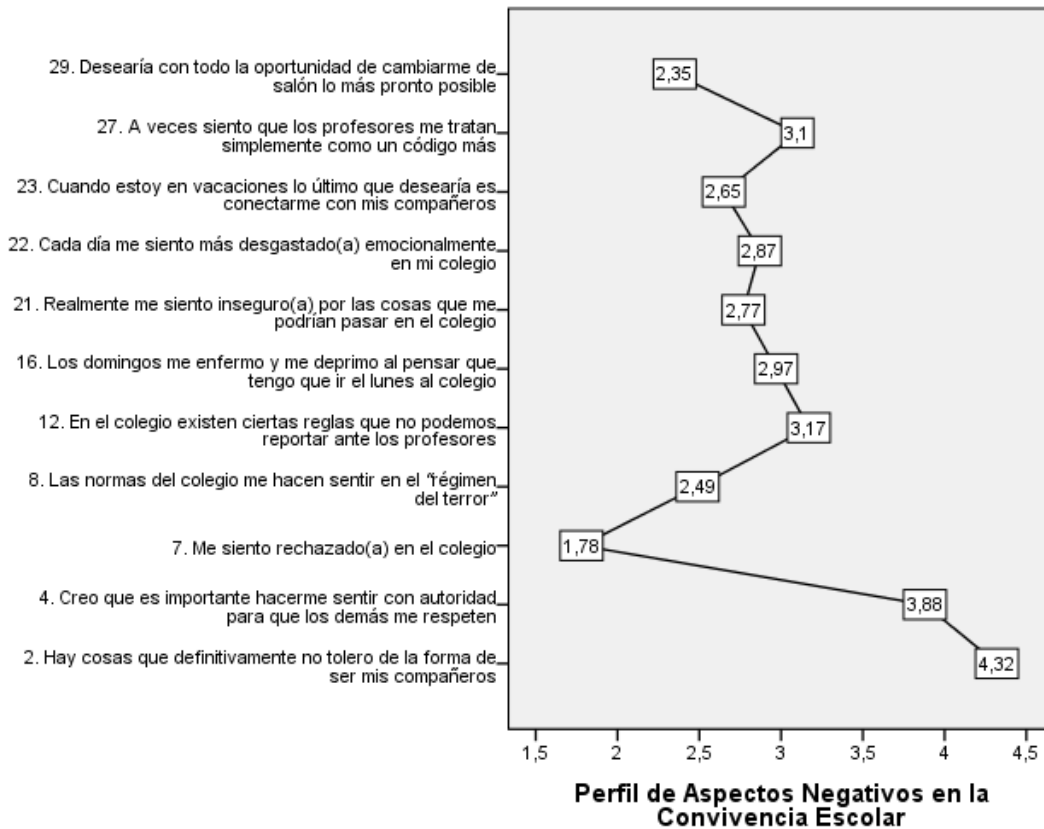 29. Desearía con todo la oportunidad de cambiarme de
salón lo más pronto posible
2,35
27. A veces siento que los profesores me tratan
simplemente como un código más
3,1
23. Cuando estoy en vacaciones lo último que desearía es
conectarme con mis compañeros
2,65
22. Cada día me siento más desgastado(a) emocionalmente
en mi colegio
2,87
21. Realmente me siento inseguro(a) por las cosas que me
podrían pasar en el colegio
2,77
16. Los domingos me enfermo y me deprimo al pensar que
tengo que ir el lunes al colegio
2,97
12. En el colegio existen ciertas reglas que no podemos
reportar ante los profesores
3,17
8. Las normas del colegio me hacen sentir en el “régimen
del terror”
2,49
7. Me siento rechazado(a) en el colegio
1,78
4. Creo que es importante hacerme sentir con autoridad
para que los demás me respeten
3,88
2. Hay cosas que definitivamente no tolero de la forma de
ser mis compañeros
4,32
1,5 2 2,5 3 3,5 4 4,5
Perfil de Aspectos Negativos en la
Convivencia Escolar